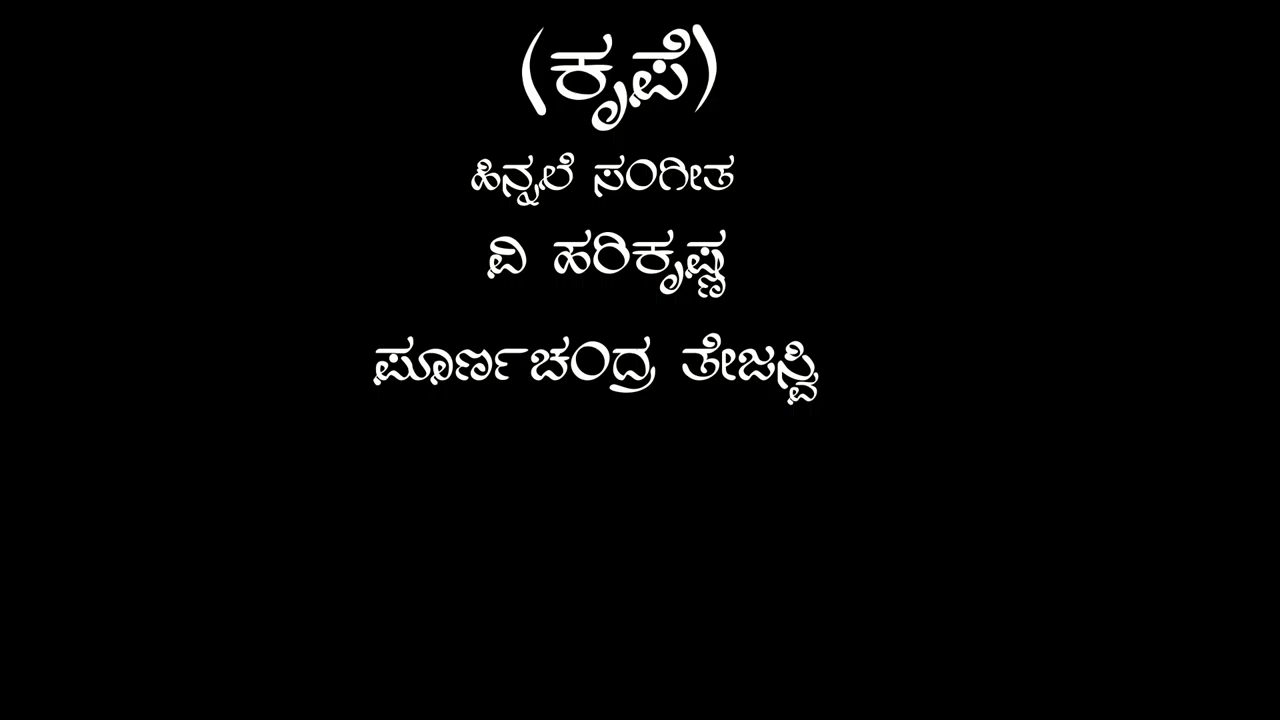 (ಕೃಪೆ)
ಹಿನ್ನಲೆ ಸಂಗೀತ
ವಿ ಹರಿಕೃಷ್ಣ
ಪೂರ್ಣಚಂದ್ರ ತೇಜಸ್ವಿ